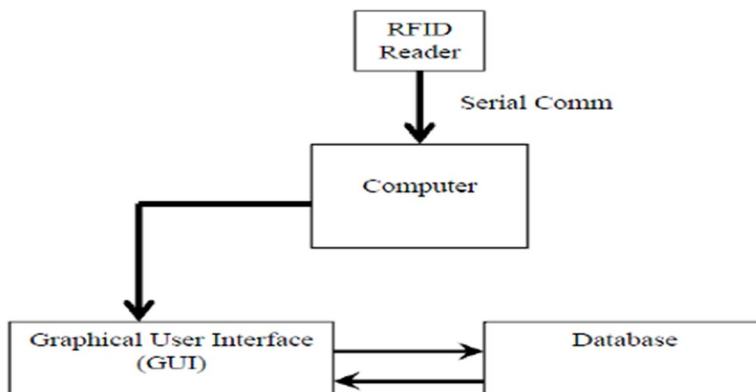 RFID
Reader
Serial Comm
Computer
Graphical User Interface
(GUI)
Database